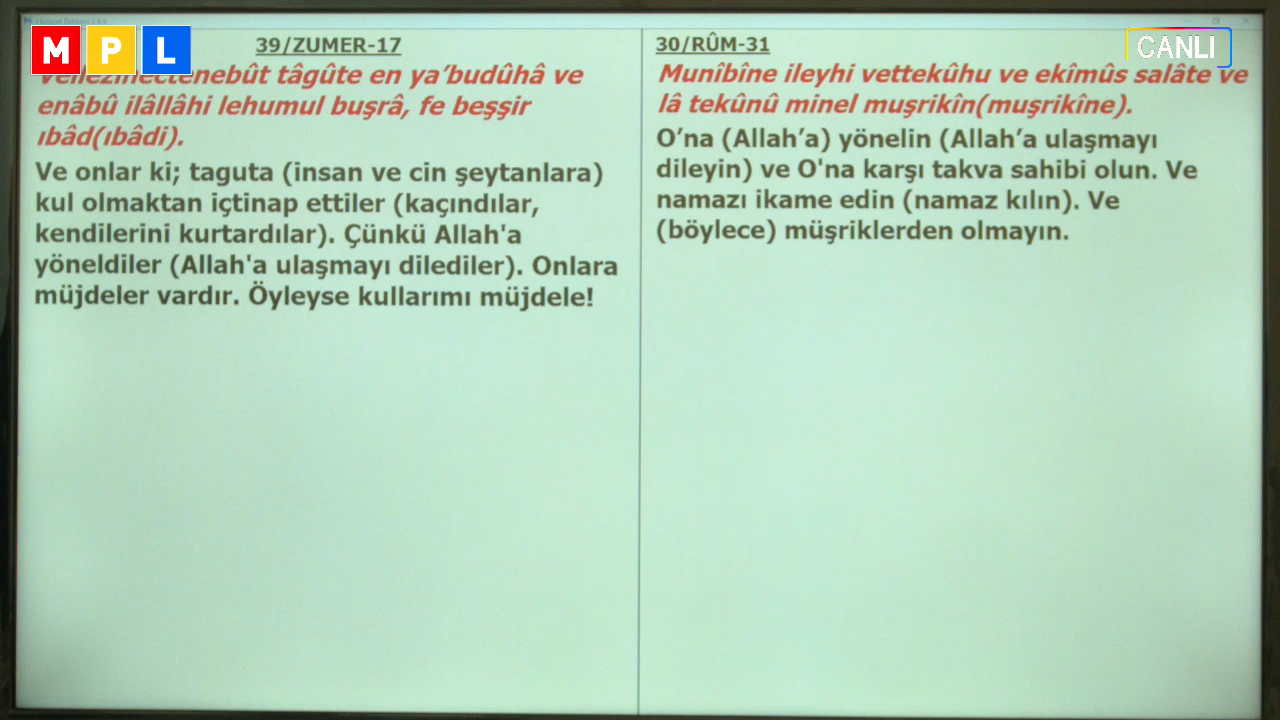 MPL
CANLI
39/ZUMER-17
Vellezînectenebût tâgûte en ya’budûhâ ve
enâbû ilâllâhi lehumul buşrâ, fe beşşir
ıbâd(ıbâdi).
Ve onlar ki; taguta (insan ve cin şeytanlara)
kul olmaktan içtinap ettiler (kaçındılar,
kendilerini kurtardılar). Çünkü Allah'a
yöneldiler (Allah'a ulaşmayı dilediler). Onlara
müjdeler vardır. Öyleyse kullarımı müjdele!
30/RÛM-31
Munîbîne ileyhi vettekûhu ve ekîmûs salâte ve
lâ tekûnû minel muşrikîn(muşrikîne).
O’na (Allah’a) yönelin (Allah’a ulaşmayı
dileyin) ve O'na karşı takva sahibi olun. Ve
namazı ikame edin (namaz kılın). Ve
(böylece) müşriklerden olmayın.